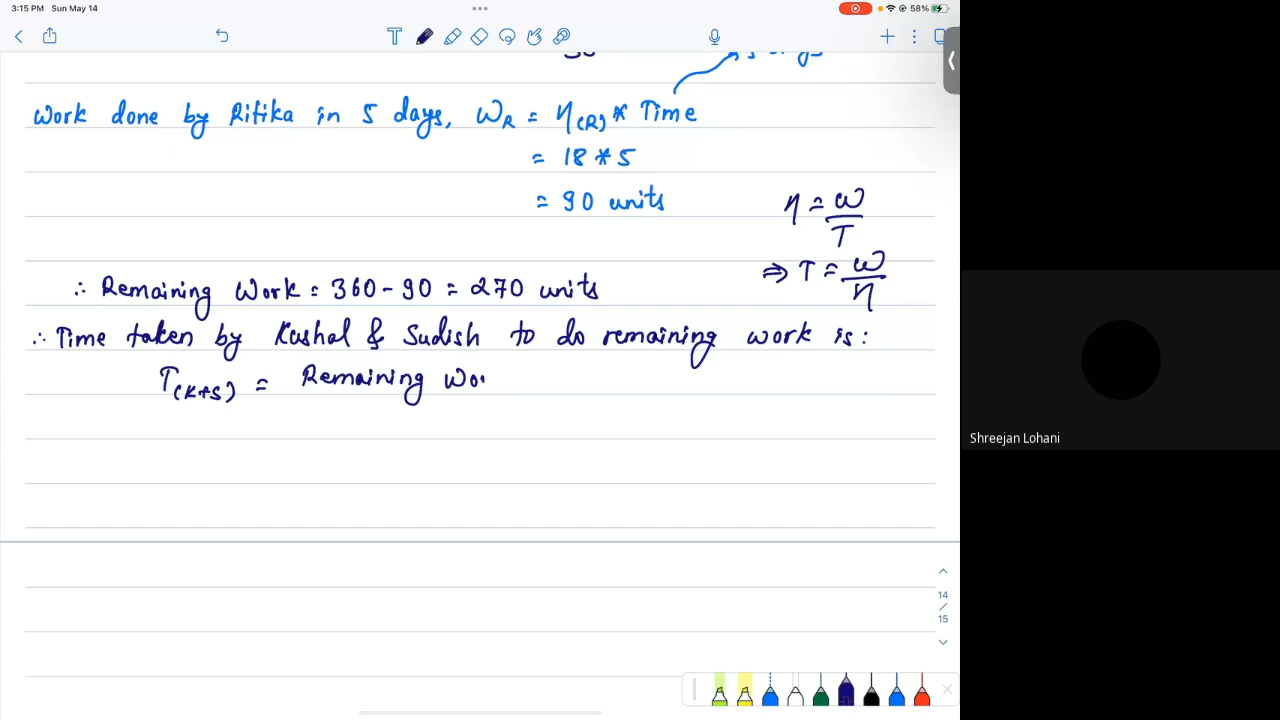 3:15 PM Sun May 14
58%
T
Work done by Ritika in 5 days, W_R = η_(R) * Time
= 18 * 5
= 90 units
η = W/T
⇒ T = W/η
∴ Remaining Work = 360 - 90 = 270 units
∴ Time taken by Kushal & Sudish to do remaining work is:
T_(K+S) = Remaining Wo
14
/
15
Shreejan Lohani